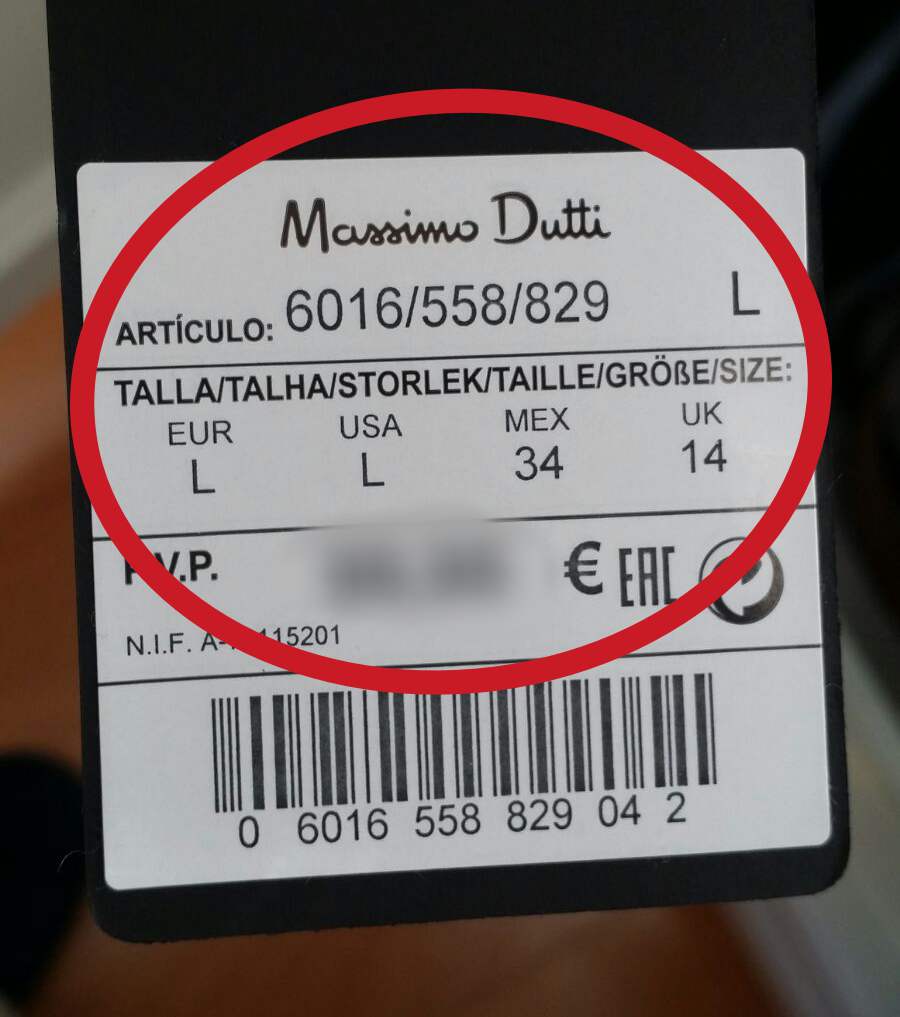 Massimo Dutti
ARTÍCULO: 6016/558/829 L
TALLA/TALHA/STORLEK/TAILLE/GRÖßE/SIZE:
EUR USA MEX UK
L L 34 14
€ EAC
N.I.F.
0 6016 558 829 04 2